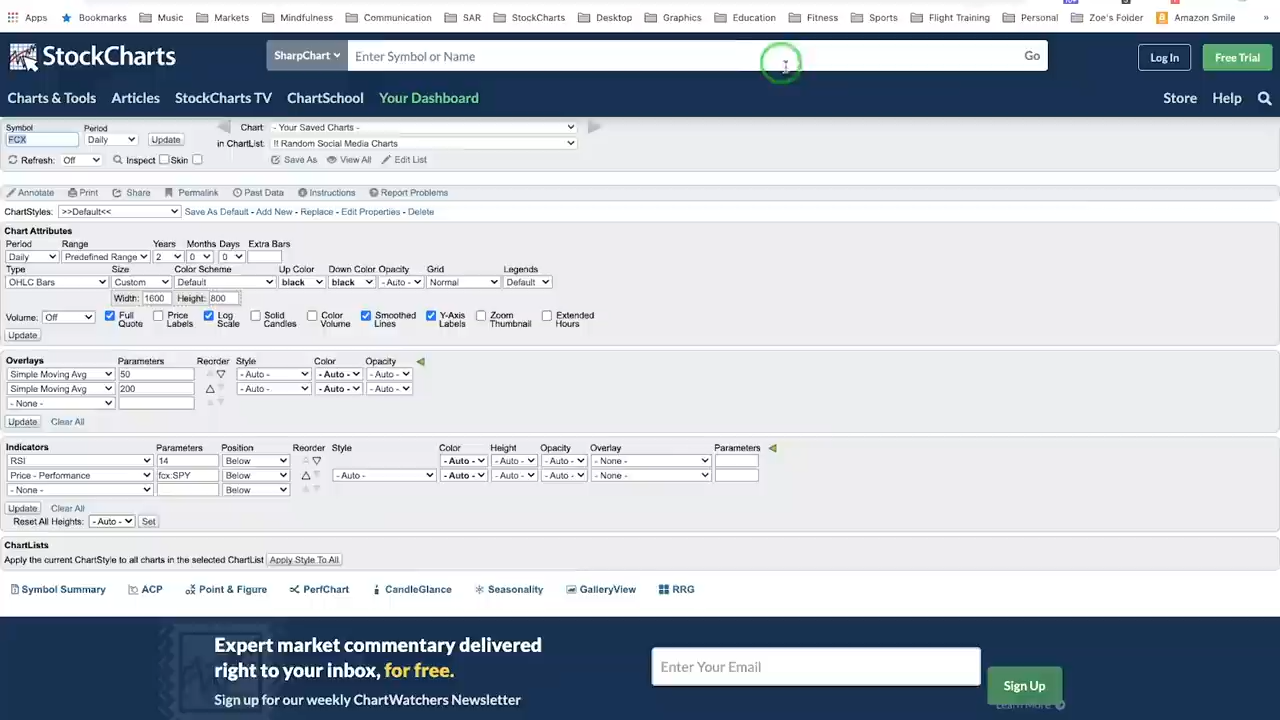 Apps Bookmarks Music Markets Mindfulness Communication SAR StockCharts Desktop Graphics Education Fitness Sports Flight Training Personal Zoe's Folder Amazon Smile »
StockCharts SharpChart Enter Symbol or Name Go Log In Free Trial
Charts & Tools Articles StockCharts TV ChartSchool Your Dashboard Store Help
Symbol Period Chart: - Your Saved Charts -
FCX Daily Update in ChartList: !! Random Social Media Charts
Refresh: Off Inspect Skin Save As View All Edit List
Annotate Print Share Permalink Past Data Instructions Report Problems
ChartStyles: >>Default<< Save As Default - Add New - Replace - Edit Properties - Delete
Chart Attributes
Period Range Years Months Days Extra Bars
Daily Predefined Range 2 0 0
Type Size Color Scheme Up Color Down Color Opacity Grid Legends
OHLC Bars Custom Default black black - Auto - Normal Default
Width: 1600 Height: 800
Volume: Off Full Quote Price Labels Log Scale Solid Candles Color Volume Smoothed Lines Y-Axis Labels Zoom Thumbnail Extended Hours
Update
Overlays Parameters Reorder Style Color Opacity
Simple Moving Avg 50 - Auto - - Auto - - Auto -
Simple Moving Avg 200 - Auto - - Auto - - Auto -
- None -
Update Clear All
Indicators Parameters Position Reorder Style Color Height Opacity Overlay Parameters
RSI 14 Below - Auto - - Auto - - Auto - - None -
Price - Performance fcx:SPY Below - Auto - - Auto - - Auto - - Auto - - None -
- None - Below
Update Clear All
Reset All Heights: - Auto - Set
ChartLists
Apply the current ChartStyle to all charts in the selected ChartList Apply Style To All
Symbol Summary ACP Point & Figure PerfChart CandleGlance Seasonality GalleryView RRG
Expert market commentary delivered
right to your inbox, for free.
Sign up for our weekly ChartWatchers Newsletter
Enter Your Email
Sign Up
Learn More